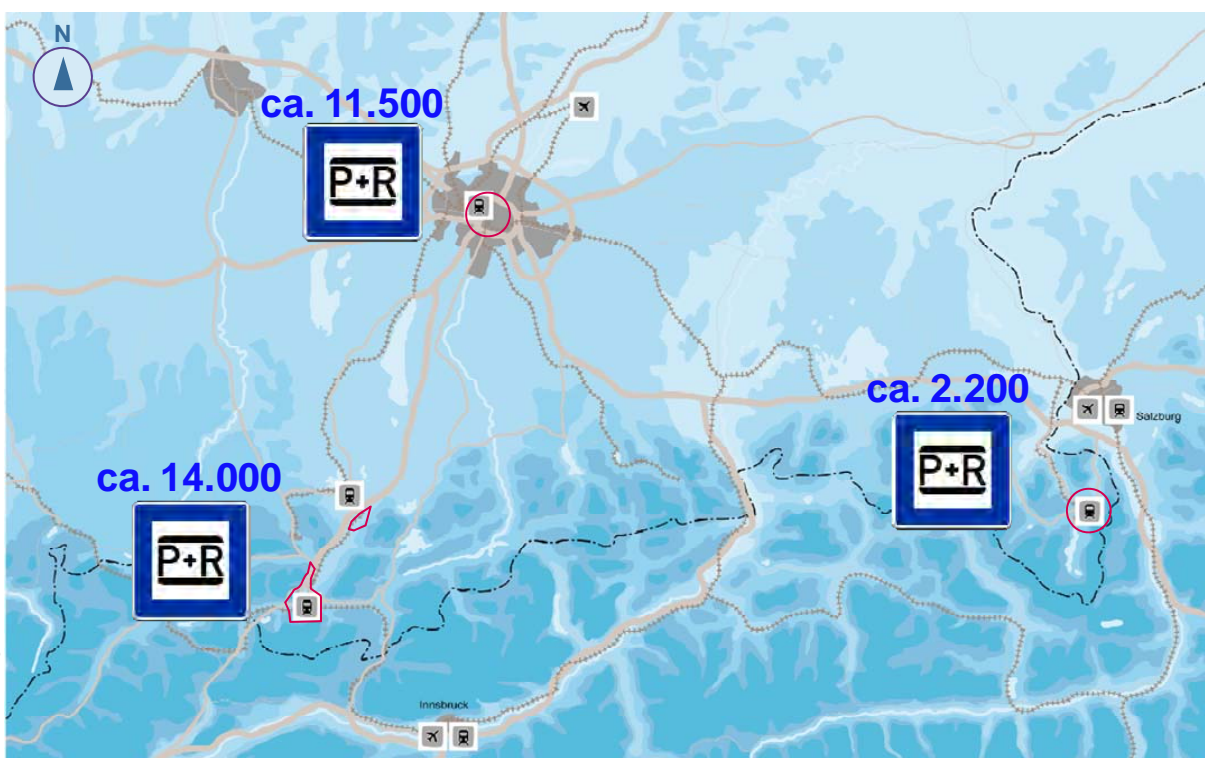 N
ca. 11.500
P+R
ca. 2.200
P+R
Salzburg
ca. 14.000
P+R
Innsbruck